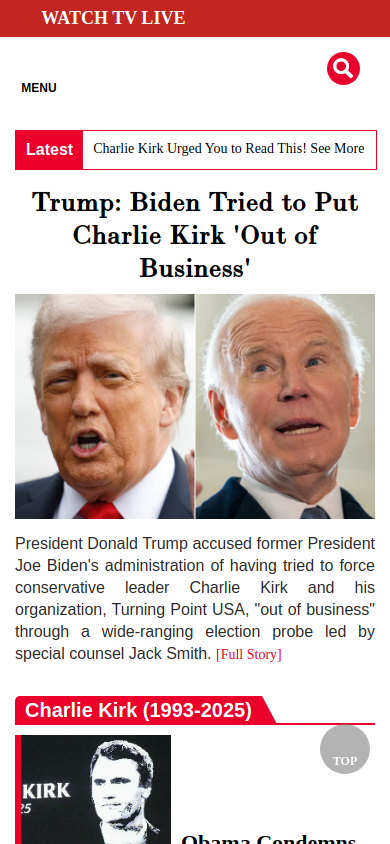 WATCH TV LIVE
MENU
Latest
Charlie Kirk Urged You to Read This! See More
Trump: Biden Tried to Put
Charlie Kirk 'Out of
Business'
President Donald Trump accused former President
Joe Biden's administration of having tried to force
conservative leader Charlie Kirk and his
organization, Turning Point USA, "out of business"
through a wide-ranging election probe led by
special counsel Jack Smith. [Full Story]
Charlie Kirk (1993-2025)
TOP
KIRK
25
Obama Condemns